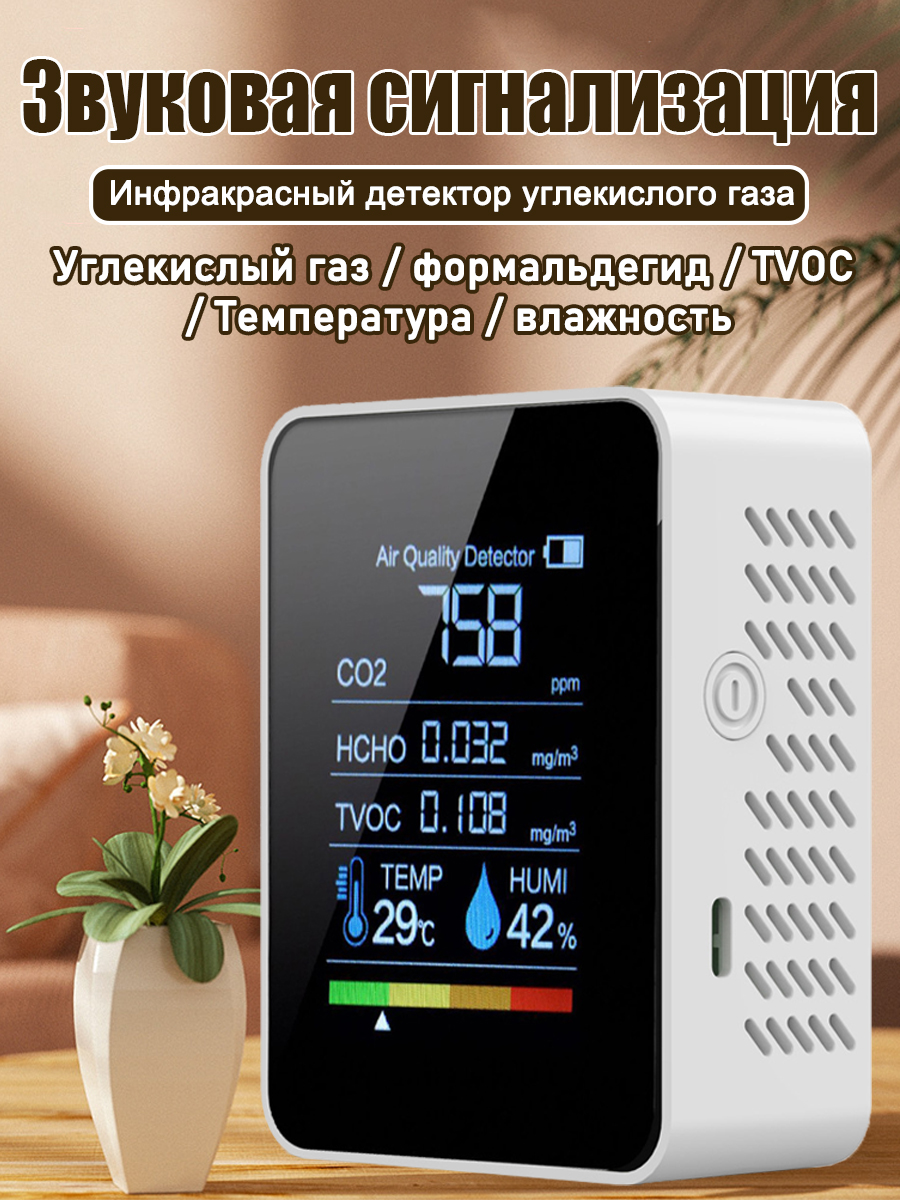 Звуковая сигнализация
Инфракрасный детектор углекислого газа
Углекислый газ / формальдегид / TVOC
/ Температура / влажность
Air Quality Detector
758
CO2
ppm
HCHO 0.032 mg/m³
TVOC 0.108 mg/m³
TEMP HUMI
29°C 42%